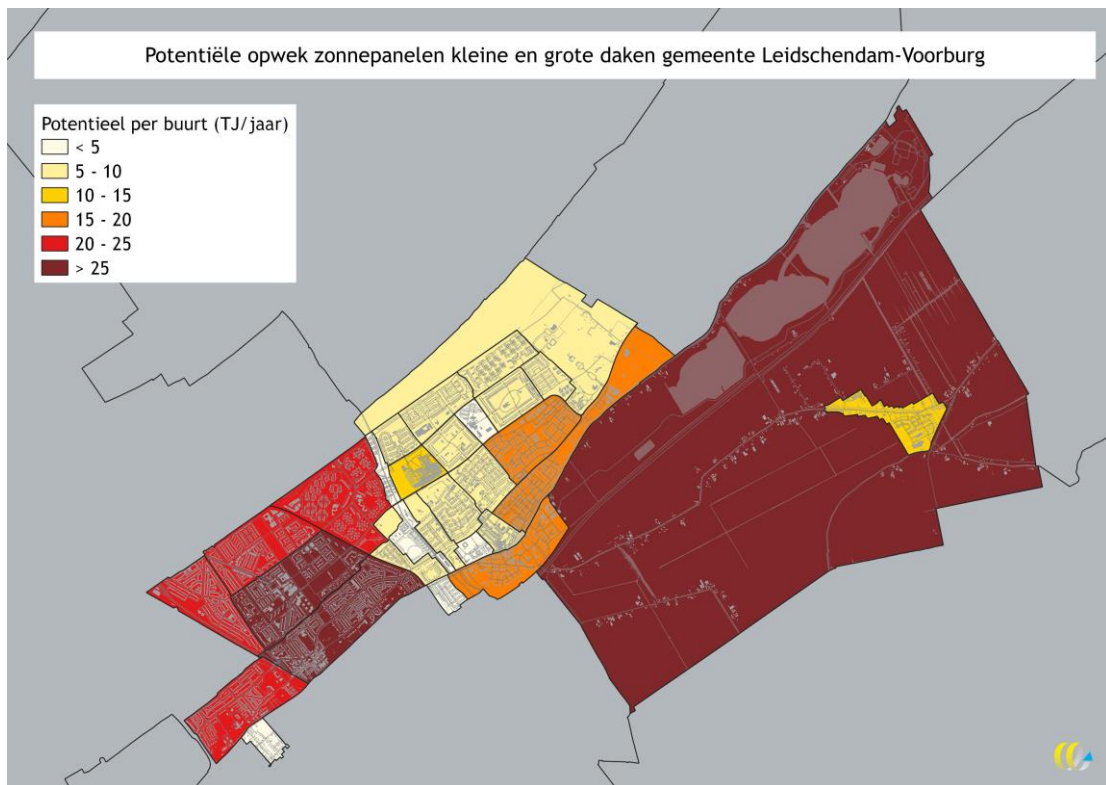 Potentiële opwek zonnepanelen kleine en grote daken gemeente Leidschendam-Voorburg
Potentieel per buurt (TJ/jaar)
< 5
5 - 10
10 - 15
15 - 20
20 - 25
> 25